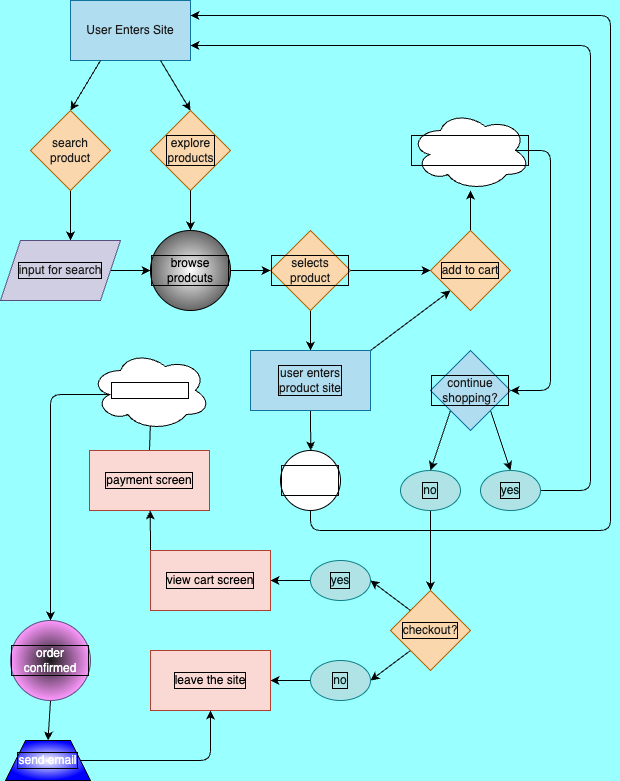 User Enters Site
search
product
explore
products
input for search
browse
prodcuts
selects
product
add to cart
user enters
product site
continue
shopping?
payment screen
no
yes
view cart screen
yes
checkout?
order
confirmed
leave the site
no
send email